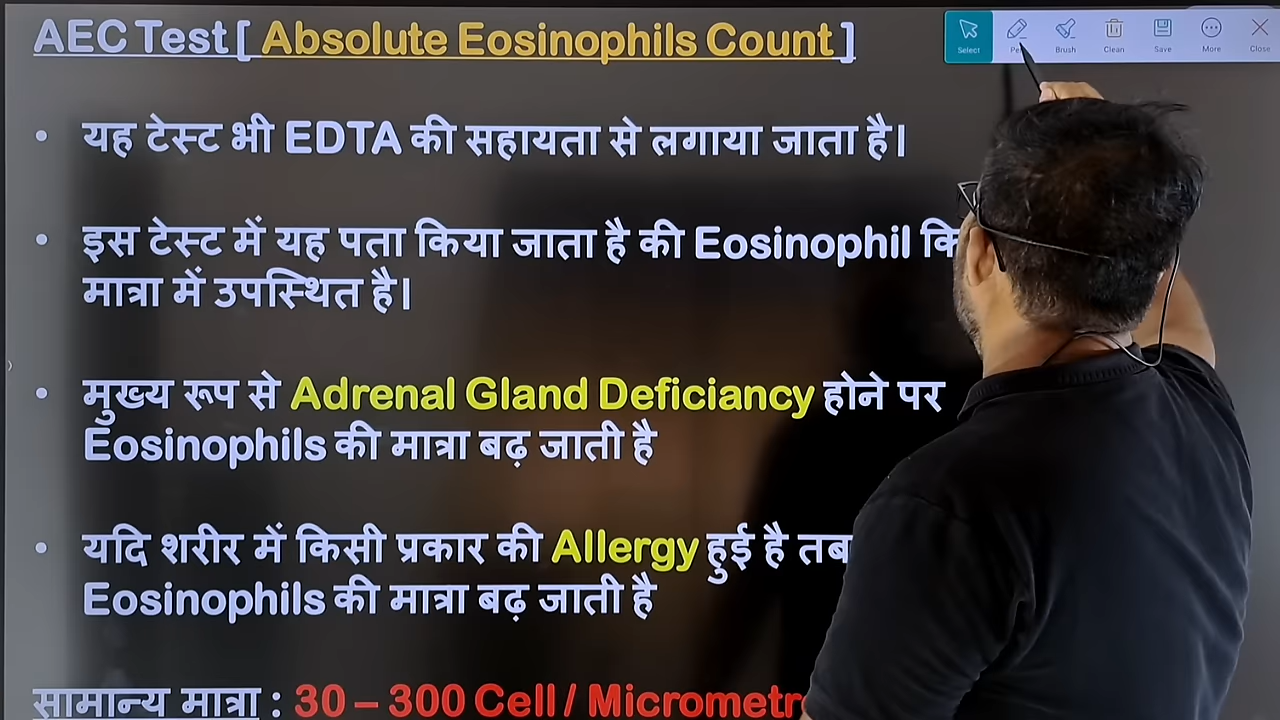 AEC Test [ Absolute Eosinophils Count ]
Select Brush Clean Save More Close
• यह टेस्ट भी EDTA की सहायता से लगाया जाता है।
• इस टेस्ट में यह पता किया जाता है की Eosinophil
मात्रा में उपस्थित है।
• मुख्य रूप से Adrenal Gland Deficiancy होने पर
Eosinophils की मात्रा बढ़ जाती है
• यदि शरीर में किसी प्रकार की Allergy हुई है तब
Eosinophils की मात्रा बढ़ जाती है
सामान्य मात्रा : 30 – 300 Cell /